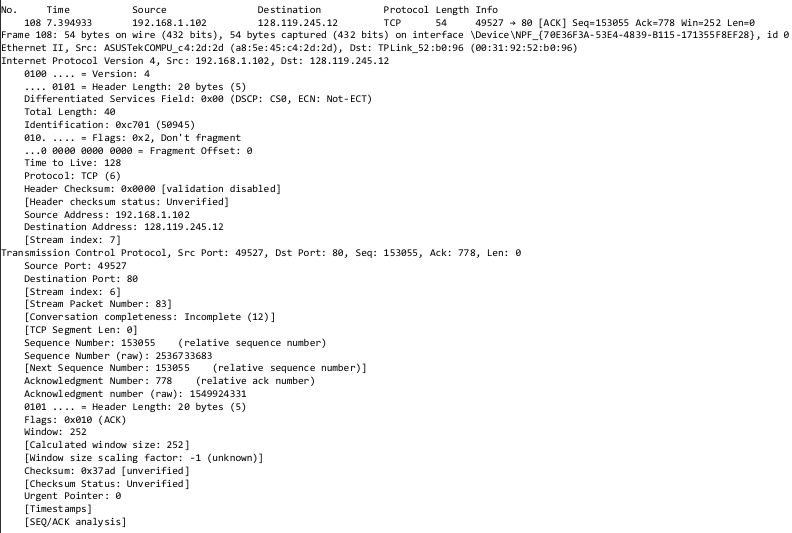 No. Time Source Destination Protocol Length Info
108 7.394933 192.168.1.102 128.119.245.12 TCP 54 49527 → 80 [ACK] Seq=153055 Ack=778 Win=252 Len=0
Frame 108: 54 bytes on wire (432 bits), 54 bytes captured (432 bits) on interface \Device\NPF_{70E36F3A-53E4-4839-B115-171355F8EF28}, id 0
Ethernet II, Src: ASUSTekCOMPU_c4:2d:2d (a8:5e:45:c4:2d:2d), Dst: TPLink_52:b0:96 (00:31:92:52:b0:96)
Internet Protocol Version 4, Src: 192.168.1.102, Dst: 128.119.245.12
0100 .... = Version: 4
.... 0101 = Header Length: 20 bytes (5)
Differentiated Services Field: 0x00 (DSCP: CS0, ECN: Not-ECT)
Total Length: 40
Identification: 0xc701 (50945)
010. .... = Flags: 0x2, Don't fragment
...0 0000 0000 0000 = Fragment Offset: 0
Time to Live: 128
Protocol: TCP (6)
Header Checksum: 0x0000 [validation disabled]
[Header checksum status: Unverified]
Source Address: 192.168.1.102
Destination Address: 128.119.245.12
[Stream index: 7]
Transmission Control Protocol, Src Port: 49527, Dst Port: 80, Seq: 153055, Ack: 778, Len: 0
Source Port: 49527
Destination Port: 80
[Stream index: 6]
[Stream Packet Number: 83]
[Conversation completeness: Incomplete (12)]
[TCP Segment Len: 0]
Sequence Number: 153055 (relative sequence number)
Sequence Number (raw): 2536733683
[Next Sequence Number: 153055 (relative sequence number)]
Acknowledgment Number: 778 (relative ack number)
Acknowledgment number (raw): 1549924331
0101 .... = Header Length: 20 bytes (5)
Flags: 0x010 (ACK)
Window: 252
[Calculated window size: 252]
[Window size scaling factor: -1 (unknown)]
Checksum: 0x37ad [unverified]
[Checksum Status: Unverified]
Urgent Pointer: 0
[Timestamps]
[SEQ/ACK analysis]